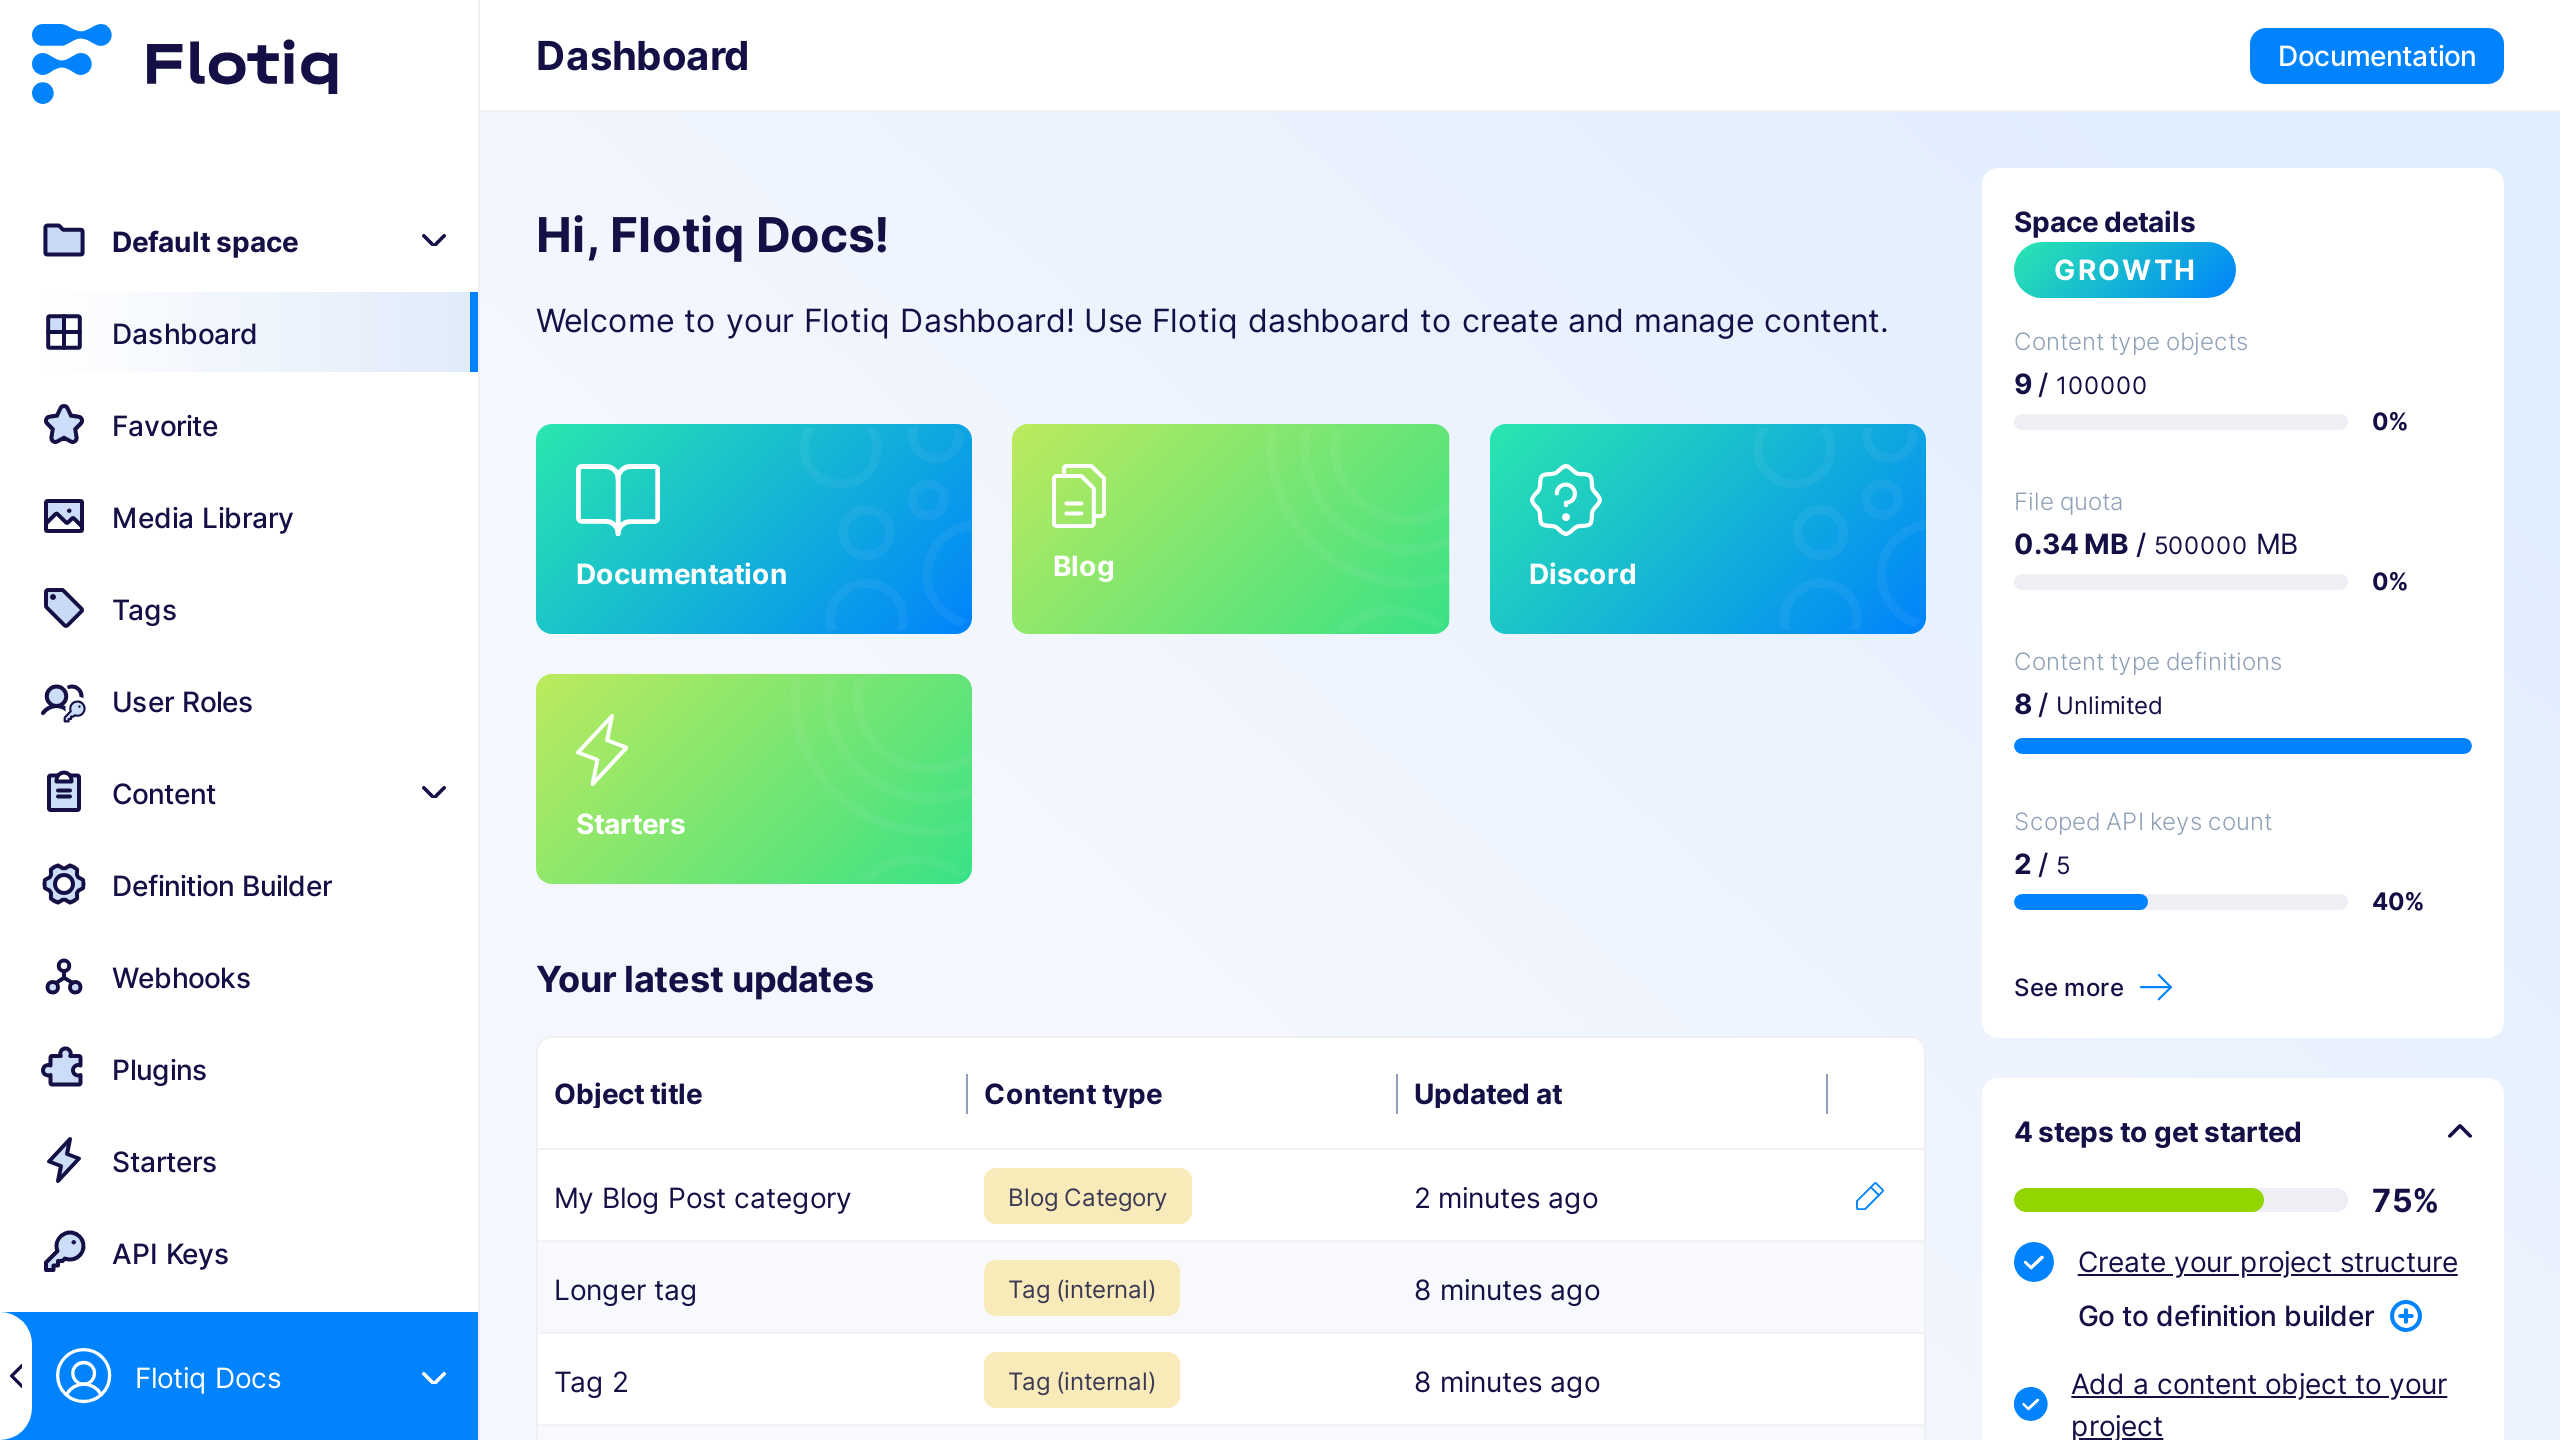 Flotiq
Default space
Dashboard
Favorite
Media Library
Tags
User Roles
Content
Definition Builder
Webhooks
Plugins
Starters
API Keys
Flotiq Docs
Dashboard
Documentation
Hi, Flotiq Docs!
Welcome to your Flotiq Dashboard! Use Flotiq dashboard to create and manage content.
Documentation
Blog
Discord
Starters
Your latest updates
Object title Content type Updated at
My Blog Post category Blog Category 2 minutes ago
Longer tag Tag (internal) 8 minutes ago
Tag 2 Tag (internal) 8 minutes ago
Space details
GROWTH
Content type objects
9 / 100000
0%
File quota
0.34 MB / 500000 MB
0%
Content type definitions
8 / Unlimited
Scoped API keys count
2 / 5
40%
See more
4 steps to get started
75%
Create your project structure
Go to definition builder
Add a content object to your
project